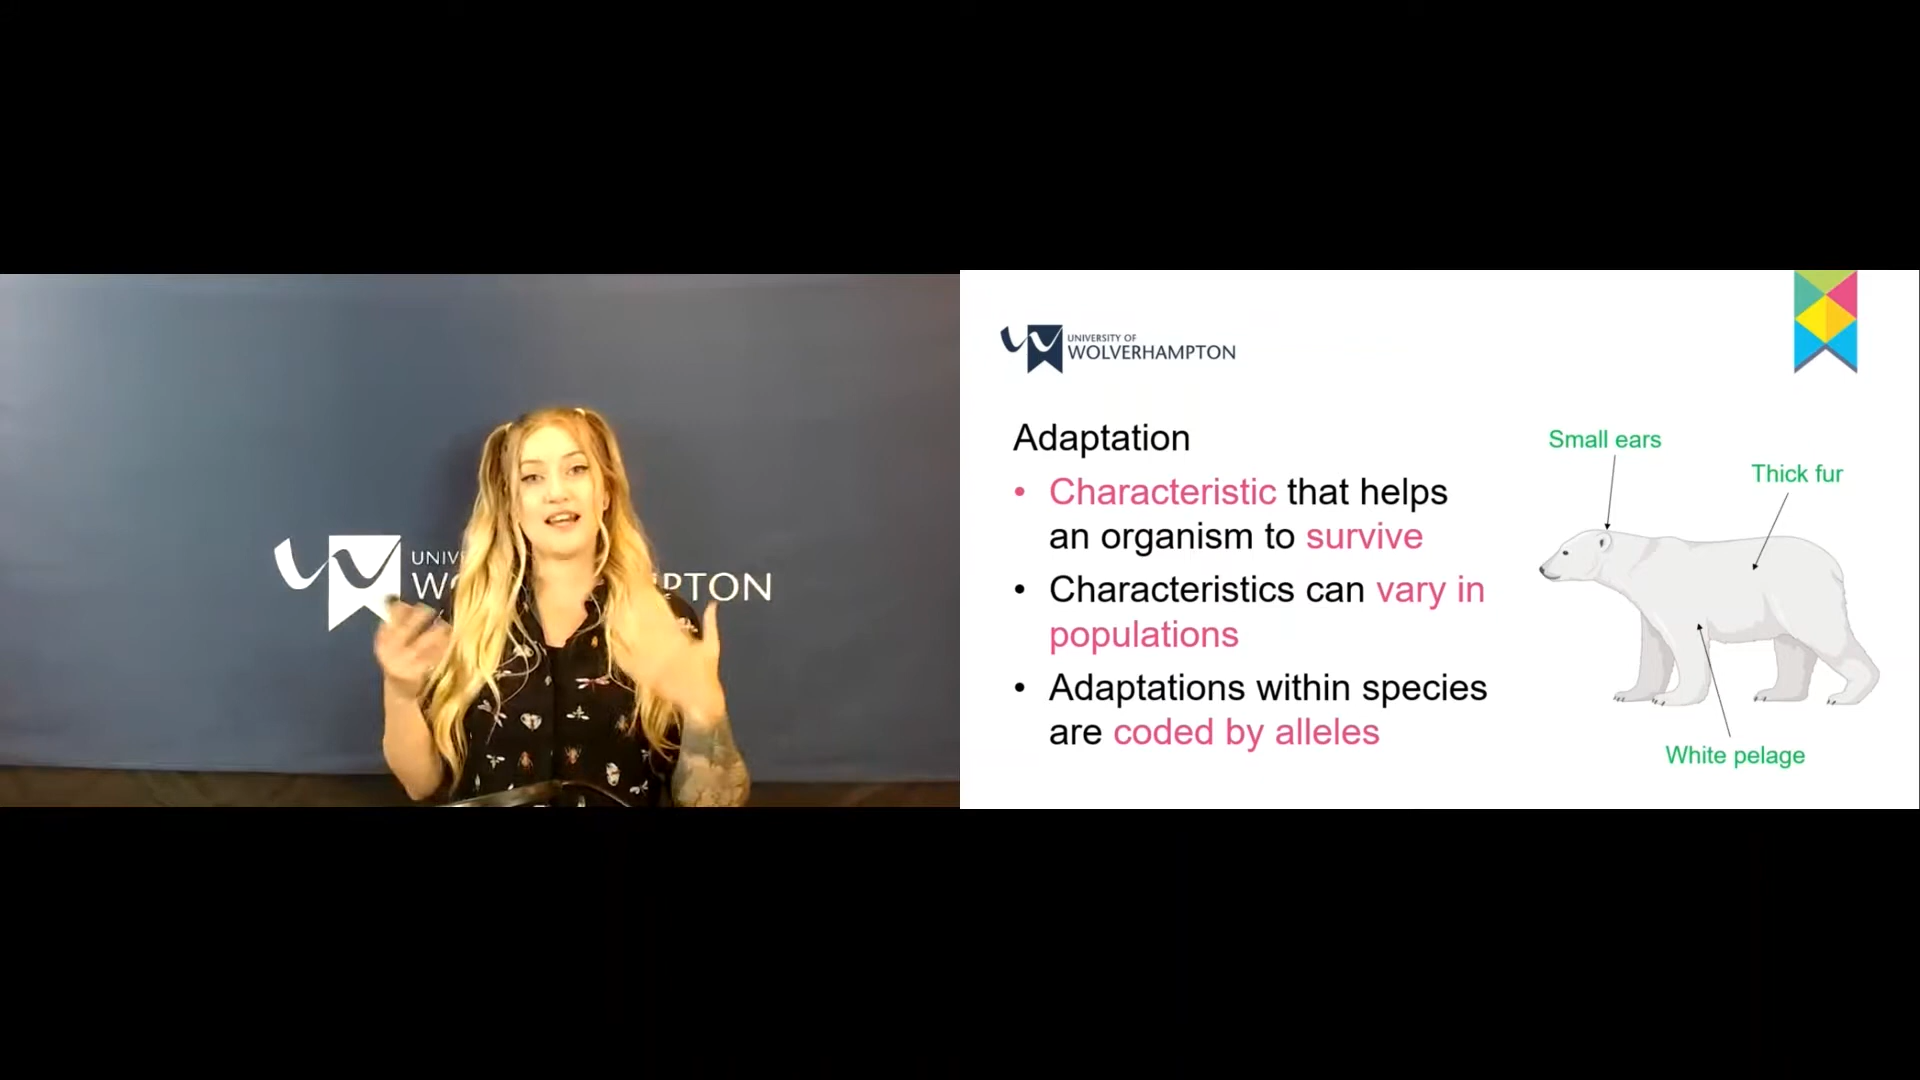 UNIV
WO
PTON
UNIVERSITY OF
WOLVERHAMPTON
Adaptation
• Characteristic that helps
an organism to survive
• Characteristics can vary in
populations
• Adaptations within species
are coded by alleles
Small ears
Thick fur
White pelage